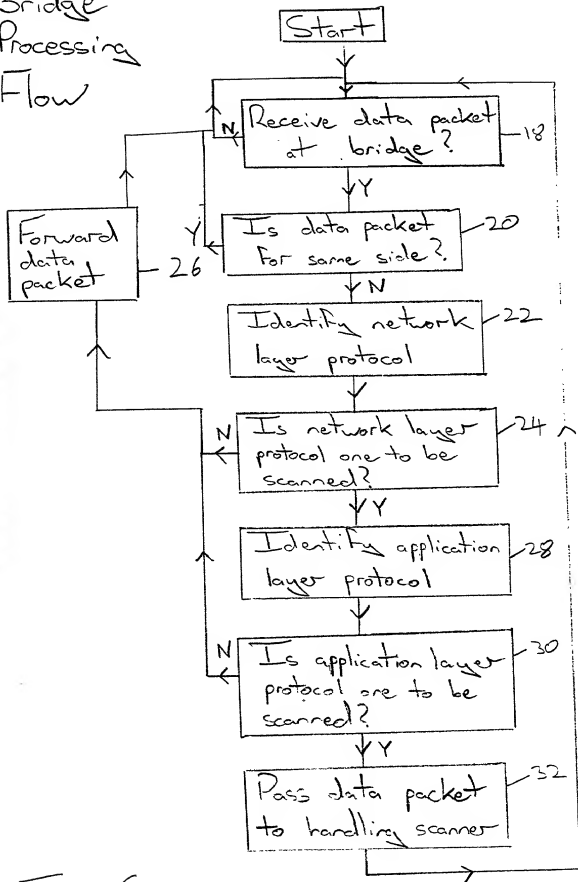 Bridge
Processing
Flow
Start
Receive data packet
at bridge?
18
N
Y
Is data packet
for same side?
20
Y
N
Forward
data
packet
26
Identify network
layer protocol
22
Is network layer
protocol one to be
scanned?
24
N
Y
Identify application
layer protocol
28
Is application layer
protocol one to be
scanned?
30
N
Y
Pass data packet
to handling scanner
32